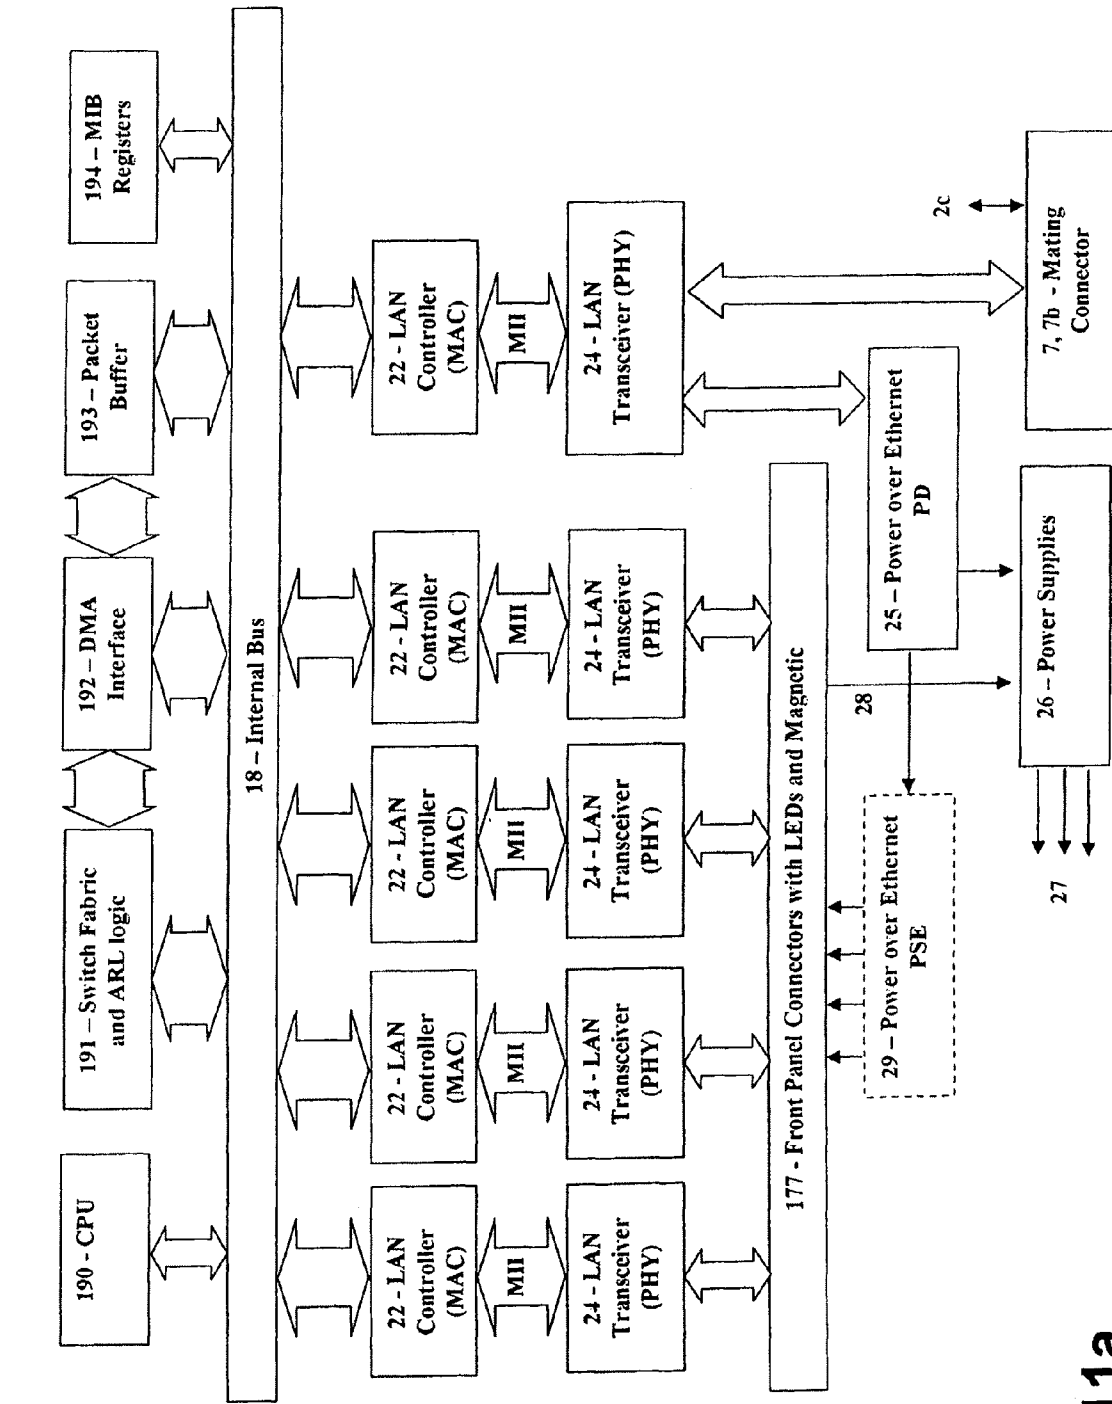 190 - CPU
191 – Switch Fabric
and ARL logic
192 – DMA
Interface
193 – Packet
Buffer
194 – MIB
Registers
18 – Internal Bus
22 - LAN
Controller
(MAC)
22 - LAN
Controller
(MAC)
22 - LAN
Controller
(MAC)
22 - LAN
Controller
(MAC)
22 - LAN
Controller
(MAC)
MII
MII
MII
MII
MII
24 - LAN
Transceiver
(PHY)
24 - LAN
Transceiver
(PHY)
24 - LAN
Transceiver
(PHY)
24 - LAN
Transceiver
(PHY)
24 - LAN
Transceiver (PHY)
177 - Front Panel Connectors with LEDs and Magnetic
28
2c
29 – Power over Ethernet
PSE
25 – Power over Ethernet
PD
27
26 – Power Supplies
7, 7b - Mating
Connector